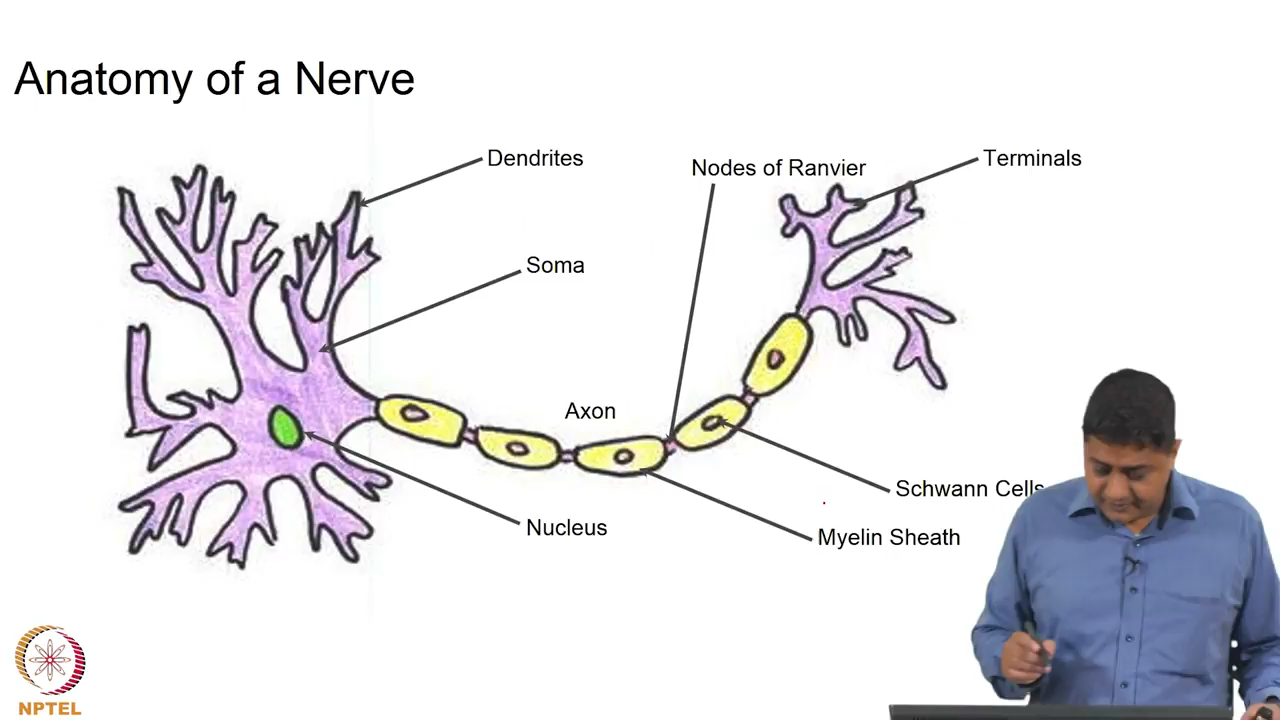 Anatomy of a Nerve
Dendrites
Nodes of Ranvier
Terminals
Soma
Axon
Schwann Cells
Nucleus
Myelin Sheath
NPTEL